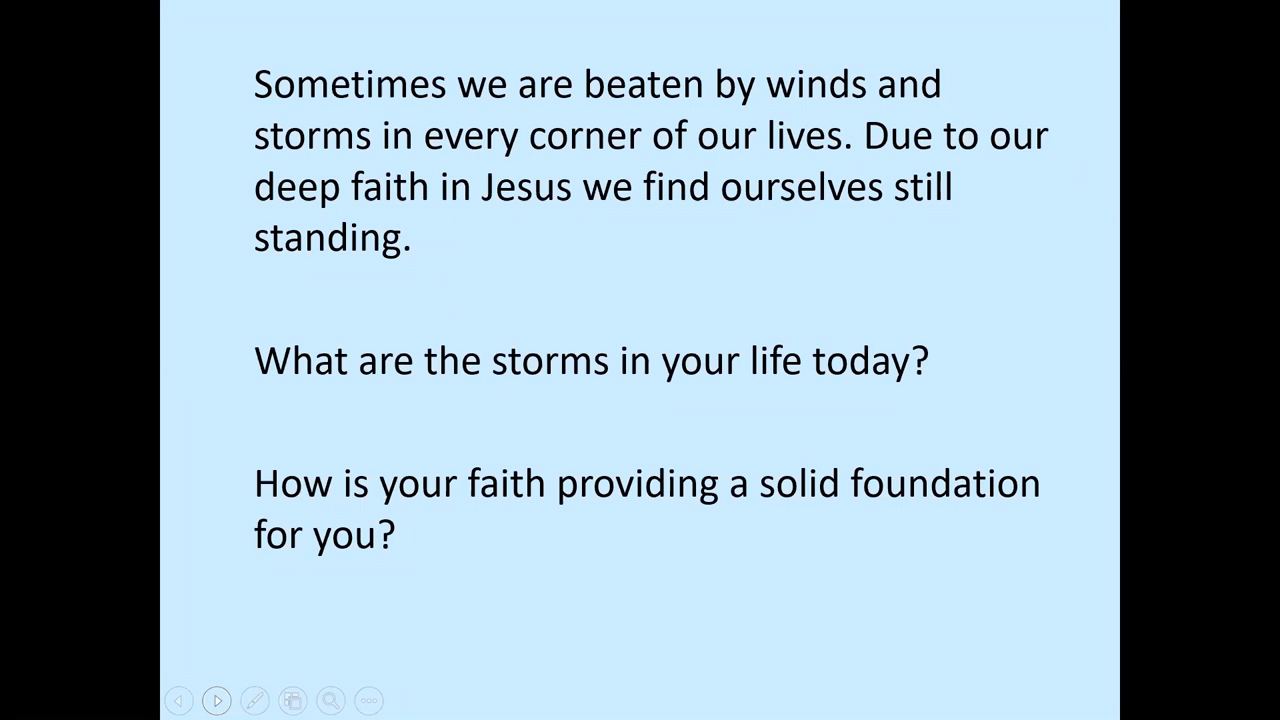 Sometimes we are beaten by winds and
storms in every corner of our lives. Due to our
deep faith in Jesus we find ourselves still
standing.
What are the storms in your life today?
How is your faith providing a solid foundation
for you?